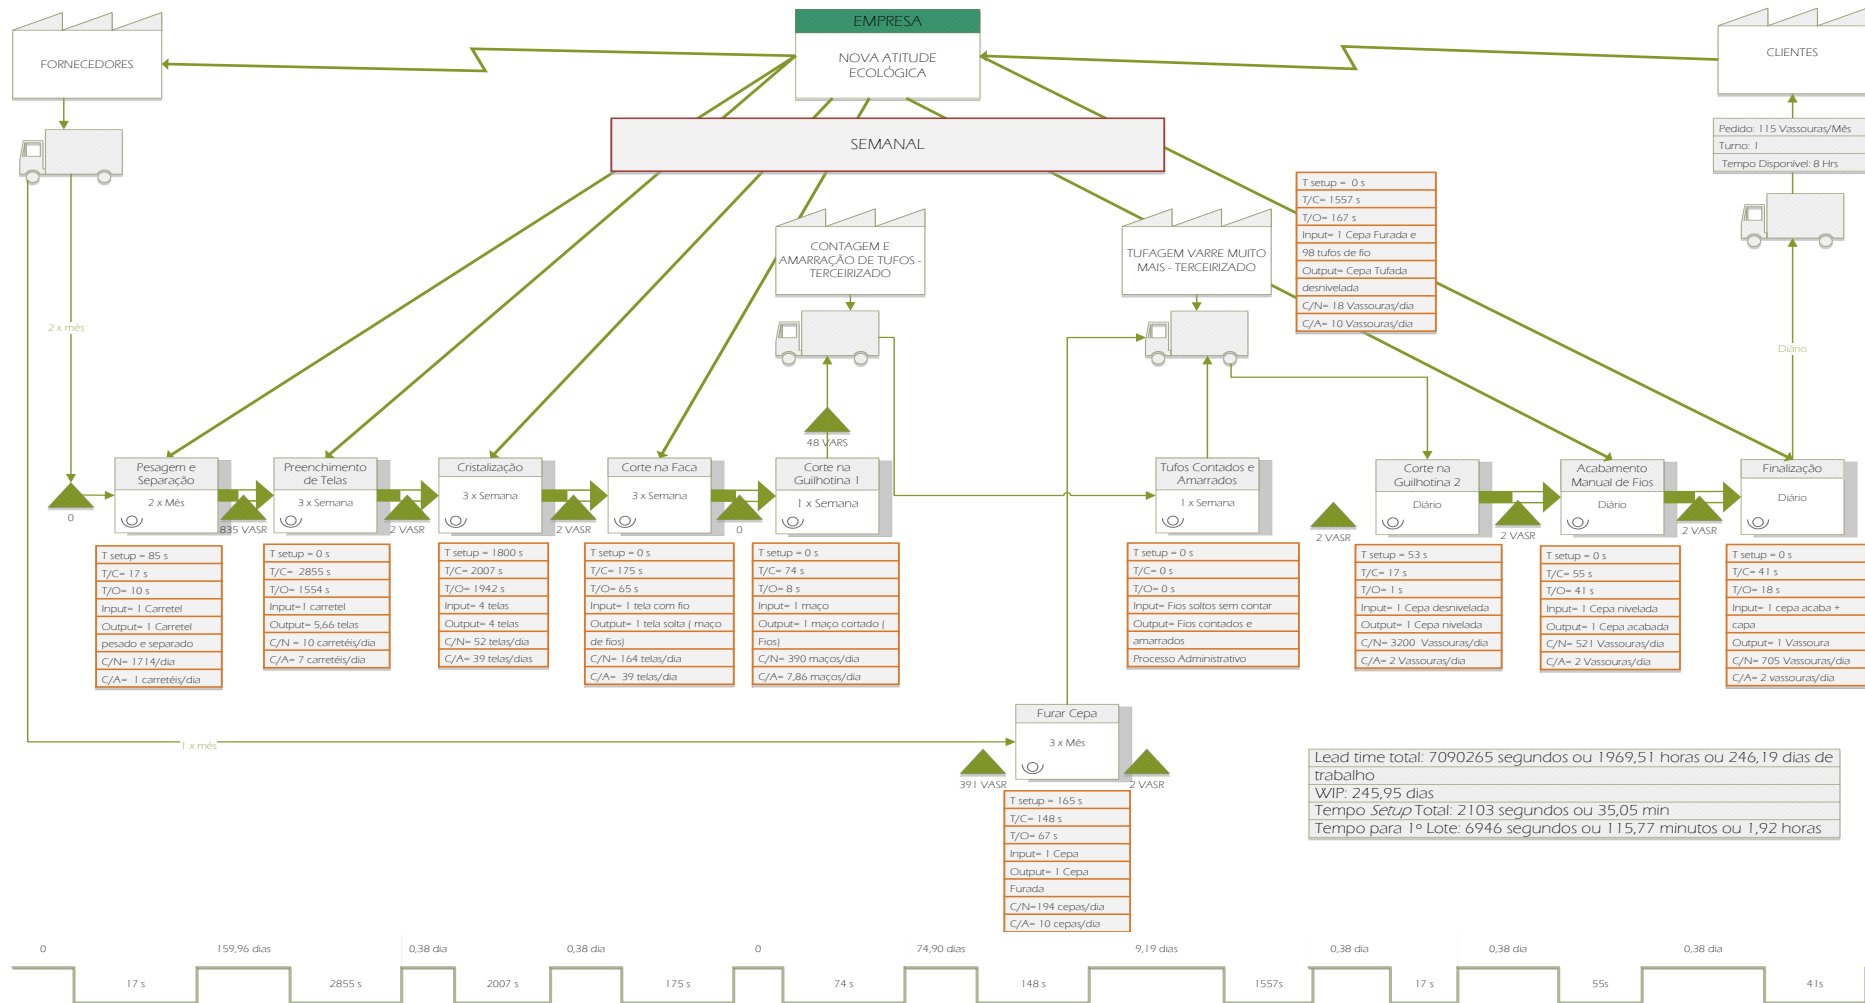 FORNECEDORES
EMPRESA
NOVA ATITUDE
ECOLÓGICA
CLIENTES
SEMANAL
Pedido: 115 Vassouras/Mês
Turno: 1
Tempo Disponível: 8 Hrs
T setup = 0 s
T/C= 1557 s
T/O= 167 s
Input= 1 Cepa Furada e
98 tufos de fio
Output= Cepa Tufada
desnivelada
C/N= 18 Vassouras/dia
C/A= 10 Vassouras/dia
CONTAGEM E
AMARRAÇÃO DE TUFOS -
TERCEIRIZADO
TUFAGEM VARRE MUITO
MAIS - TERCEIRIZADO
2 x mês
Diário
48 VARS
Pesagem e
Separação
2 x Mês
Preenchimento
de Telas
3 x Semana
Cristalização
3 x Semana
Corte na Faca
3 x Semana
Corte na
Guilhotina 1
1 x Semana
Tufos Contados e
Amarrados
1 x Semana
Corte na
Guilhotina 2
Diário
Acabamento
Manual de Fios
Diário
Finalização
Diário
0
835 VASR
2 VASR
2 VASR
0
2 VASR
2 VASR
2 VASR
T setup = 85 s
T/C= 17 s
T/O= 10 s
Input= 1 Carretel
Output= 1 Carretel
pesado e separado
C/N= 1714/dia
C/A= 1 carretéis/dia
T setup = 0 s
T/C= 2855 s
T/O= 1554 s
Input=1 carretel
Output= 5,66 telas
C/N = 10 carretéis/dia
C/A= 7 carretéis/dia
T setup = 1800 s
T/C= 2007 s
T/O= 1942 s
Input= 4 telas
Output= 4 telas
C/N= 52 telas/dia
C/A= 39 telas/dias
T setup = 0 s
T/C= 175 s
T/O= 65 s
Input= 1 tela com fio
Output= 1 tela solta ( maço
de fios)
C/N= 164 telas/dia
C/A= 39 telas/dia
T setup = 0 s
T/C= 74 s
T/O= 8 s
Input= 1 maço
Output= 1 maço cortado (
Fios)
C/N= 390 maços/dia
C/A= 7,86 maços/dia
T setup = 0 s
T/C= 0 s
T/O= 0 s
Input= Fios soltos sem contar
Output= Fios contados e
amarrados
Processo Administrativo
T setup = 53 s
T/C= 17 s
T/O= 1 s
Input= 1 Cepa desnivelada
Output= 1 Cepa nivelada
C/N= 3200 Vassouras/dia
C/A= 2 Vassouras/dia
T setup = 0 s
T/C= 55 s
T/O= 41 s
Input= 1 Cepa nivelada
Output= 1 Cepa acabada
C/N= 521 Vassouras/dia
C/A= 2 Vassouras/dia
T setup = 0 s
T/C= 41 s
T/O= 18 s
Input= 1 cepa acaba +
capa
Output= 1 Vassoura
C/N= 705 Vassouras/dia
C/A= 2 vassouras/dia
1 x mês
Furar Cepa
3 x Mês
391 VASR
2 VASR
T setup = 165 s
T/C= 148 s
T/O= 67 s
Input= 1 Cepa
Output= 1 Cepa
Furada
C/N=194 cepas/dia
C/A= 10 cepas/dia
Lead time total: 7090265 segundos ou 1969,51 horas ou 246,19 dias de
trabalho
WIP: 245,95 dias
Tempo Setup Total: 2103 segundos ou 35,05 min
Tempo para 1º Lote: 6946 segundos ou 115,77 minutos ou 1,92 horas
0
159,96 dias
0,38 dia
0,38 dia
0
74,90 dias
9,19 dias
0,38 dia
0,38 dia
0,38 dia
17 s
2855 s
2007 s
175 s
74 s
148 s
1557s
17 s
55s
41s